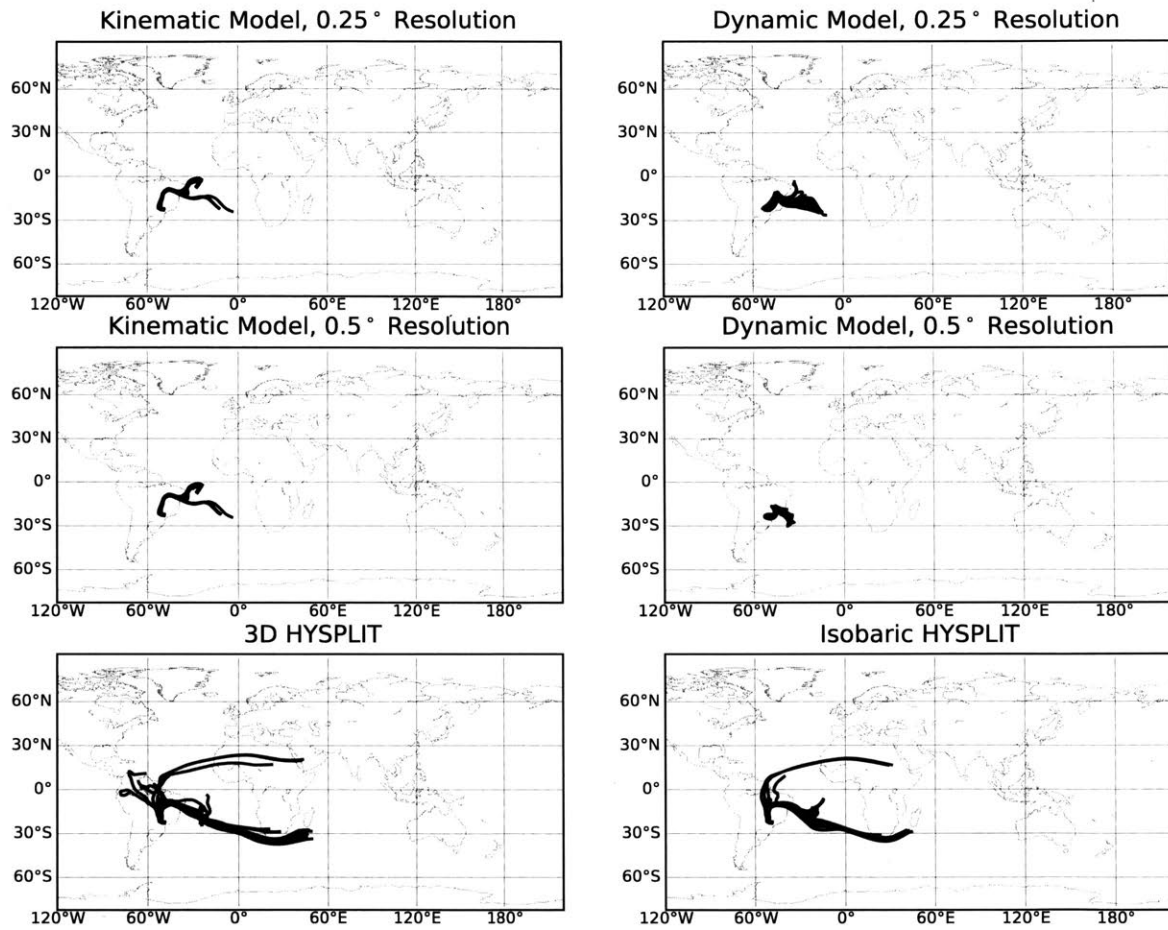 Kinematic Model, 0.25° Resolution
60°N
30°N
0°
30°S
60°S
120°W 60°W 0° 60°E 120°E 180°
Dynamic Model, 0.25° Resolution
60°N
30°N
0°
30°S
60°S
120°W 60°W 0° 60°E 120°E 180°
Kinematic Model, 0.5° Resolution
60°N
30°N
0°
30°S
60°S
120°W 60°W 0° 60°E 120°E 180°
Dynamic Model, 0.5° Resolution
60°N
30°N
0°
30°S
60°S
120°W 60°W 0° 60°E 120°E 180°
3D HYSPLIT
60°N
30°N
0°
30°S
60°S
120°W 60°W 0° 60°E 120°E 180°
Isobaric HYSPLIT
60°N
30°N
0°
30°S
60°S
120°W 60°W 0° 60°E 120°E 180°